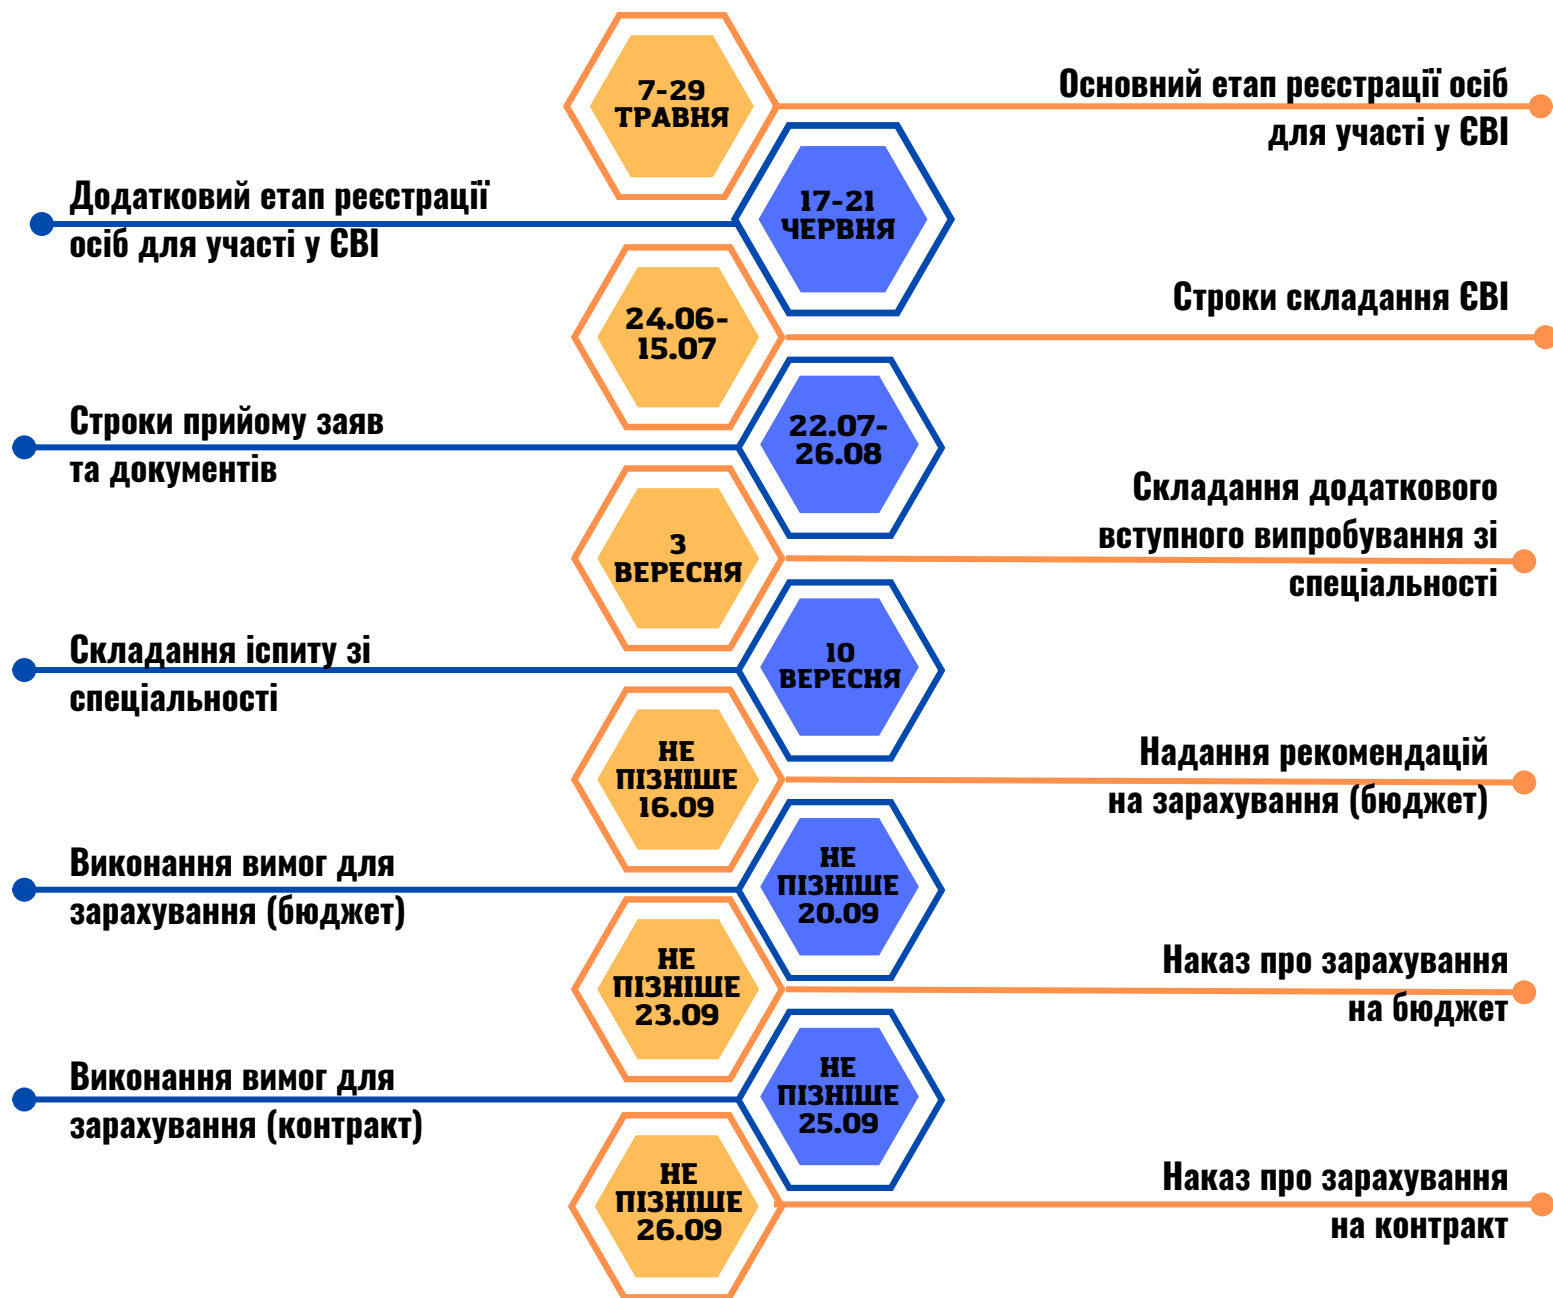 7-29
ТРАВНЯ
Основний етап реєстрації осіб
для участі у ЄВІ
Додатковий етап реєстрації
осіб для участі у ЄВІ
17-21
ЧЕРВНЯ
24.06-
15.07
Строки складання ЄВІ
Строки прийому заяв
та документів
22.07-
26.08
3
ВЕРЕСНЯ
Складання додаткового
вступного випробування зі
спеціальності
Складання іспиту зі
спеціальності
10
ВЕРЕСНЯ
НЕ
ПІЗНІШЕ
16.09
Надання рекомендацій
на зарахування (бюджет)
Виконання вимог для
зарахування (бюджет)
НЕ
ПІЗНІШЕ
20.09
НЕ
ПІЗНІШЕ
23.09
Наказ про зарахування
на бюджет
Виконання вимог для
зарахування (контракт)
НЕ
ПІЗНІШЕ
25.09
НЕ
ПІЗНІШЕ
26.09
Наказ про зарахування
на контракт